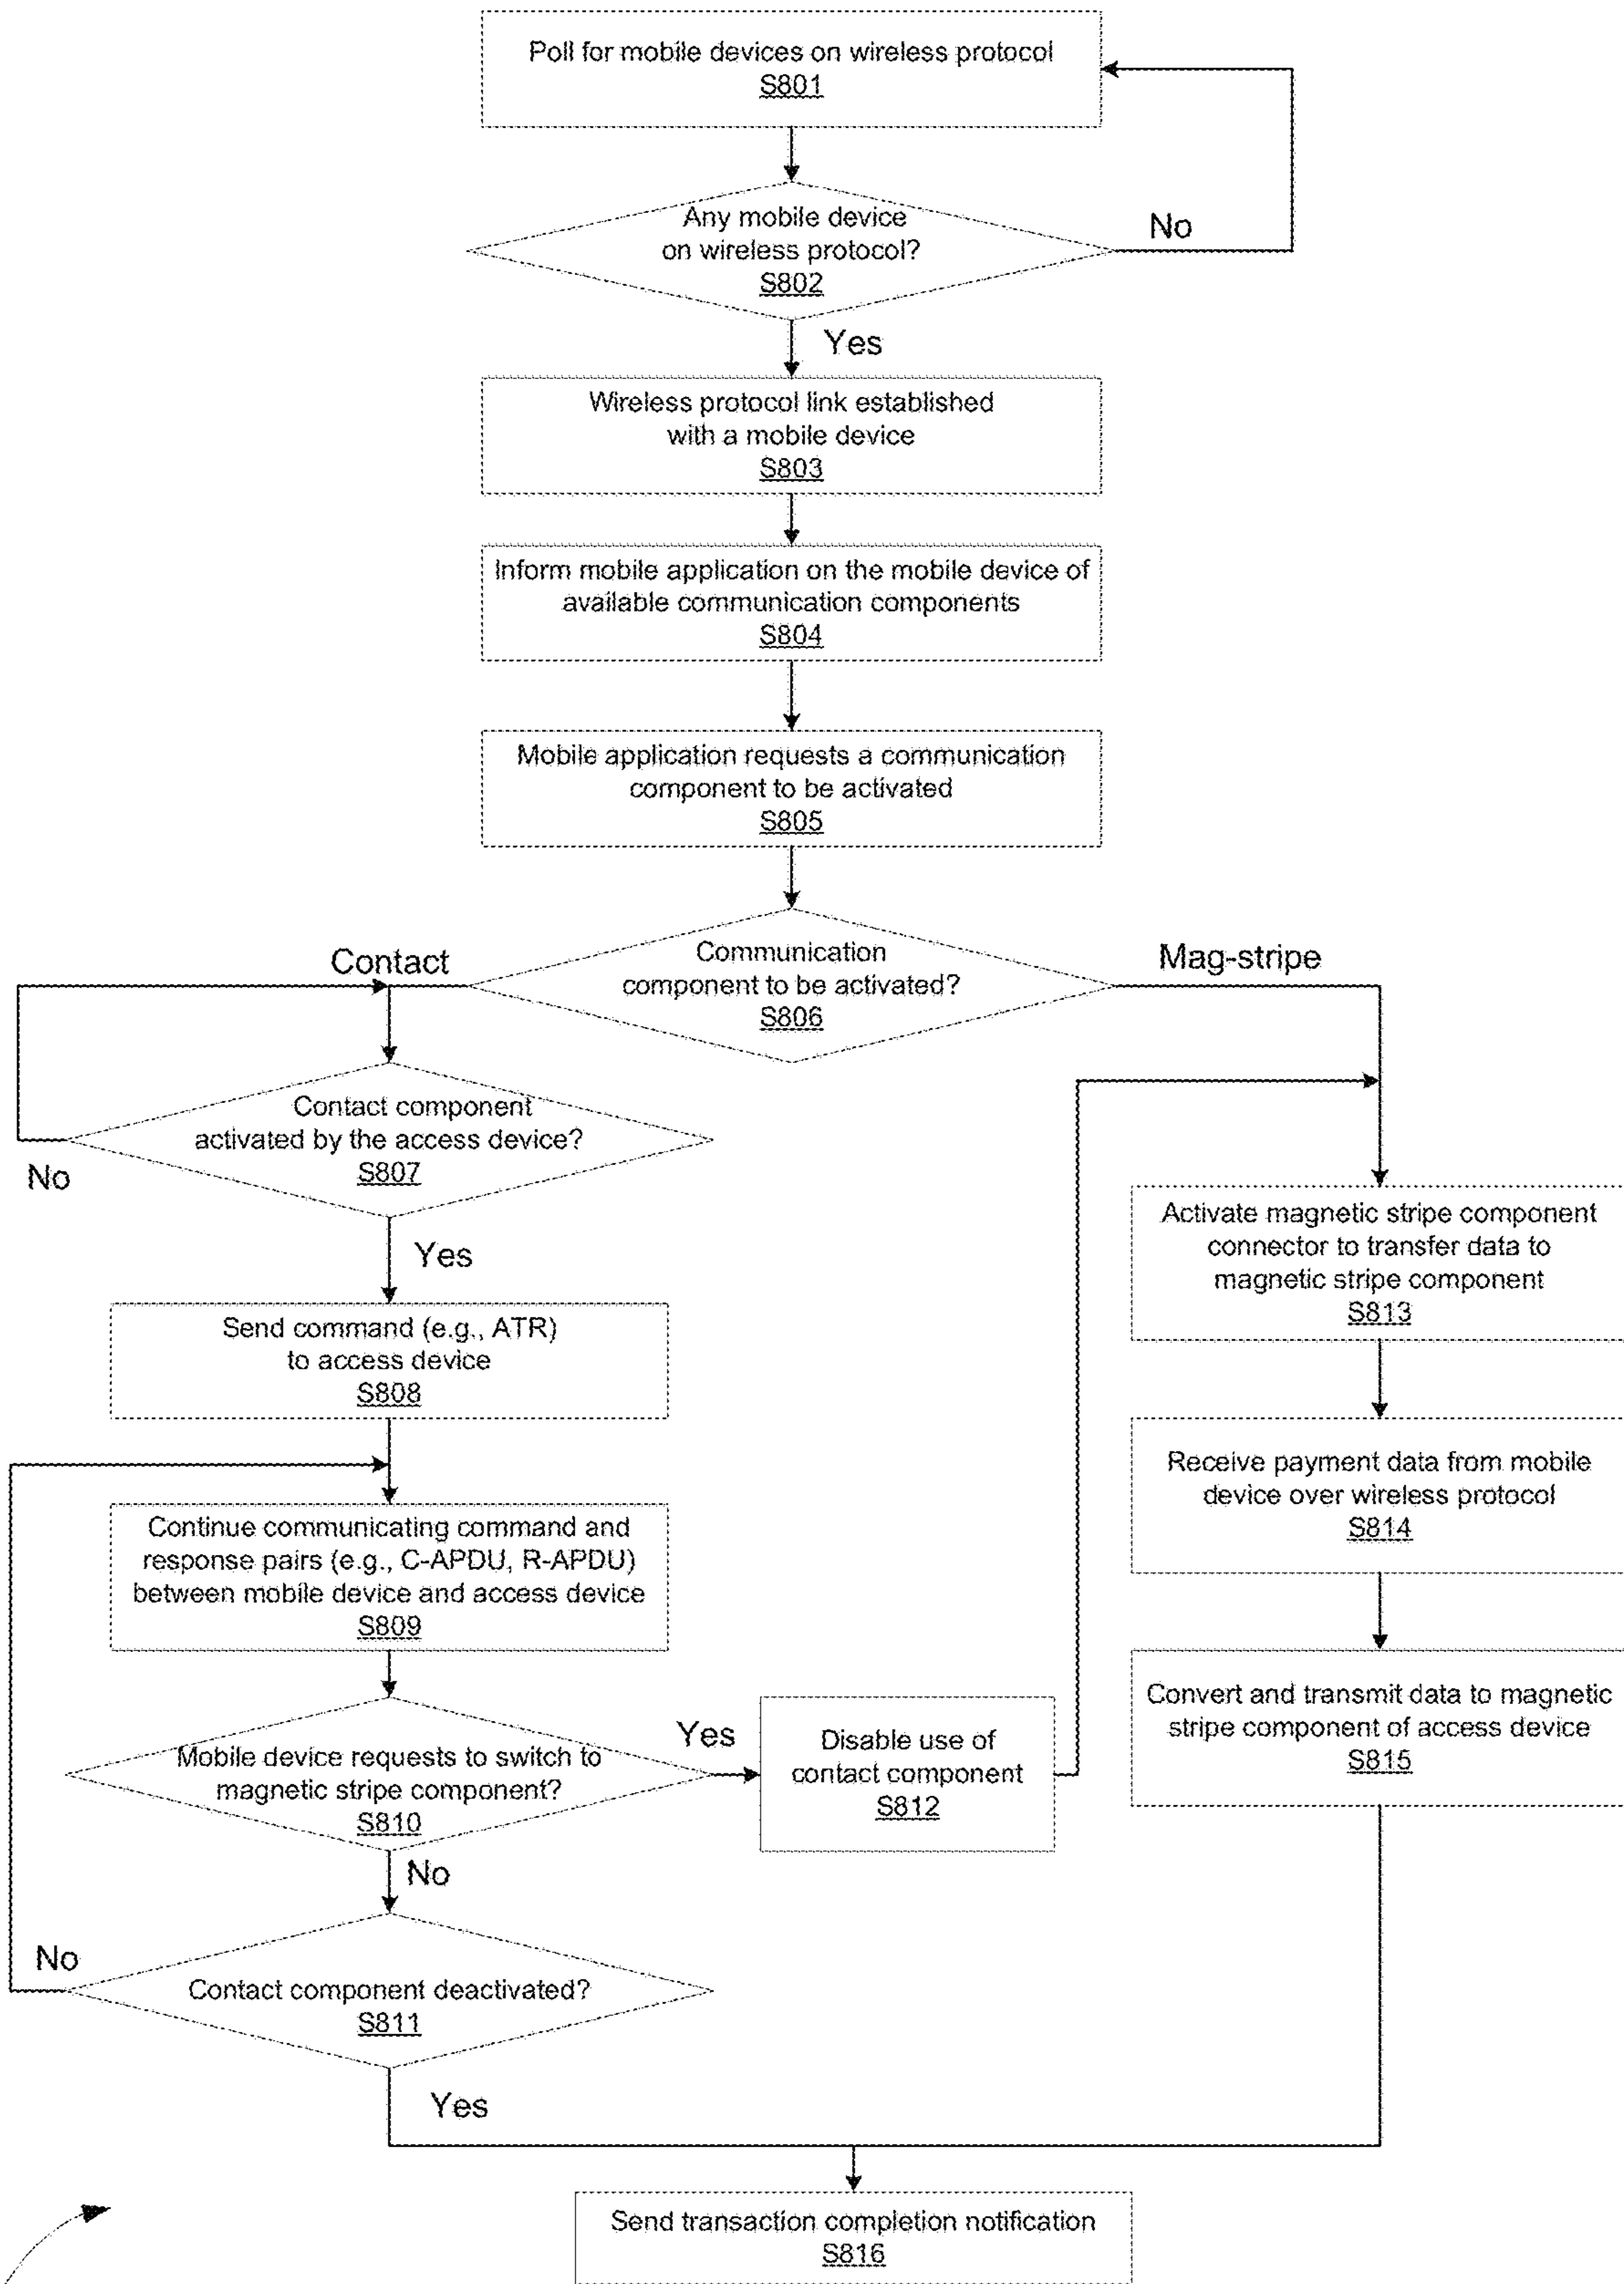 Poll for mobile devices on wireless protocol
S801
Any mobile device
on wireless protocol?
S802
No
Yes
Wireless protocol link established
with a mobile device
S803
Inform mobile application on the mobile device of
available communication components
S804
Mobile application requests a communication
component to be activated
S805
Communication
component to be activated?
S806
Contact
Mag-stripe
Contact component
activated by the access device?
S807
No
Yes
Send command (e.g., ATR)
to access device
S808
Continue communicating command and
response pairs (e.g., C-APDU, R-APDU)
between mobile device and access device
S809
Mobile device requests to switch to
magnetic stripe component?
S810
Yes
Disable use of
contact component
S812
No
Contact component deactivated?
S811
No
Yes
Activate magnetic stripe component
connector to transfer data to
magnetic stripe component
S813
Receive payment data from mobile
device over wireless protocol
S814
Convert and transmit data to magnetic
stripe component of access device
S815
Send transaction completion notification
S816